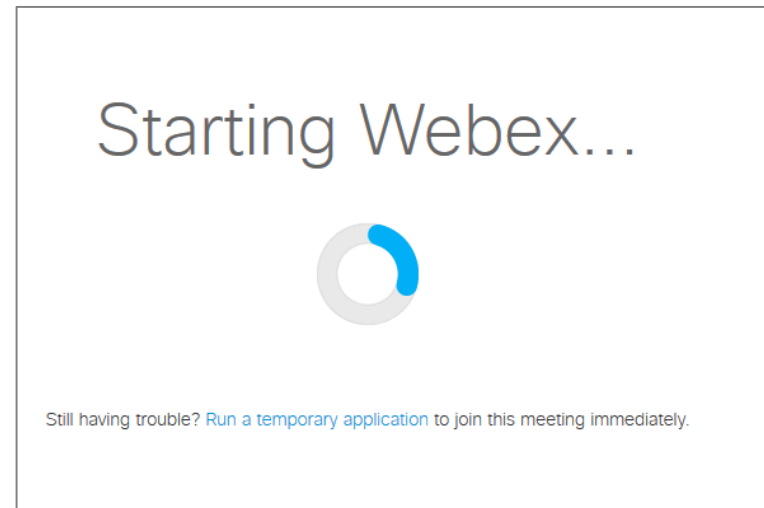 Starting Webex...
Still having trouble? Run a temporary application to join this meeting immediately.